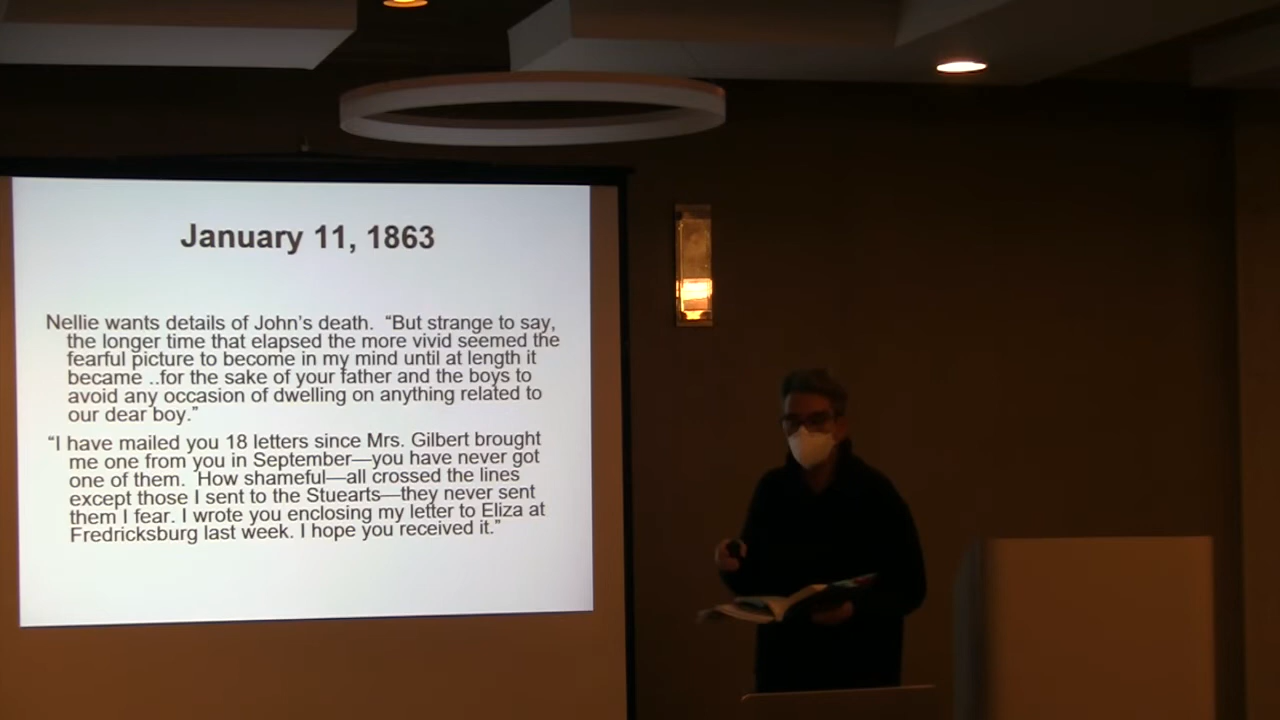 January 11, 1863
Nellie wants details of John’s death.  “But strange to say,
the longer time that elapsed the more vivid seemed the
fearful picture to become in my mind until at length it
became ..for the sake of your father and the boys to
avoid any occasion of dwelling on anything related to
our dear boy.”
“I have mailed you 18 letters since Mrs. Gilbert brought
me one from you in September—you have never got
one of them.  How shameful—all crossed the lines
except those I sent to the Stuearts—they never sent
them I fear. I wrote you enclosing my letter to Eliza at
Fredricksburg last week. I hope you received it.”